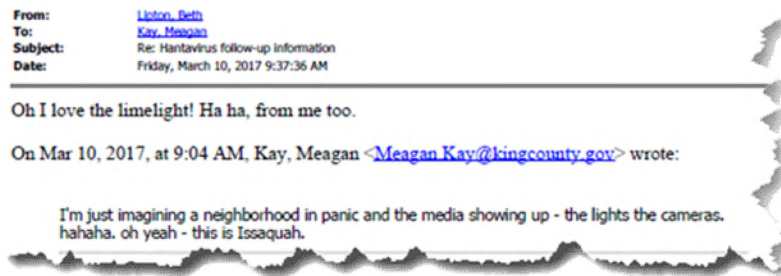 From: Lipton, Beth
To: Kay, Meagan
Subject: Re: Hantavirus follow-up information
Date: Friday, March 10, 2017 9:37:36 AM
Oh I love the limelight! Ha ha, from me too.
On Mar 10, 2017, at 9:04 AM, Kay, Meagan <Meagan.Kay@kingcounty.gov> wrote:
I'm just imagining a neighborhood in panic and the media showing up - the lights the cameras.
hahaha. oh yeah - this is Issaquah.